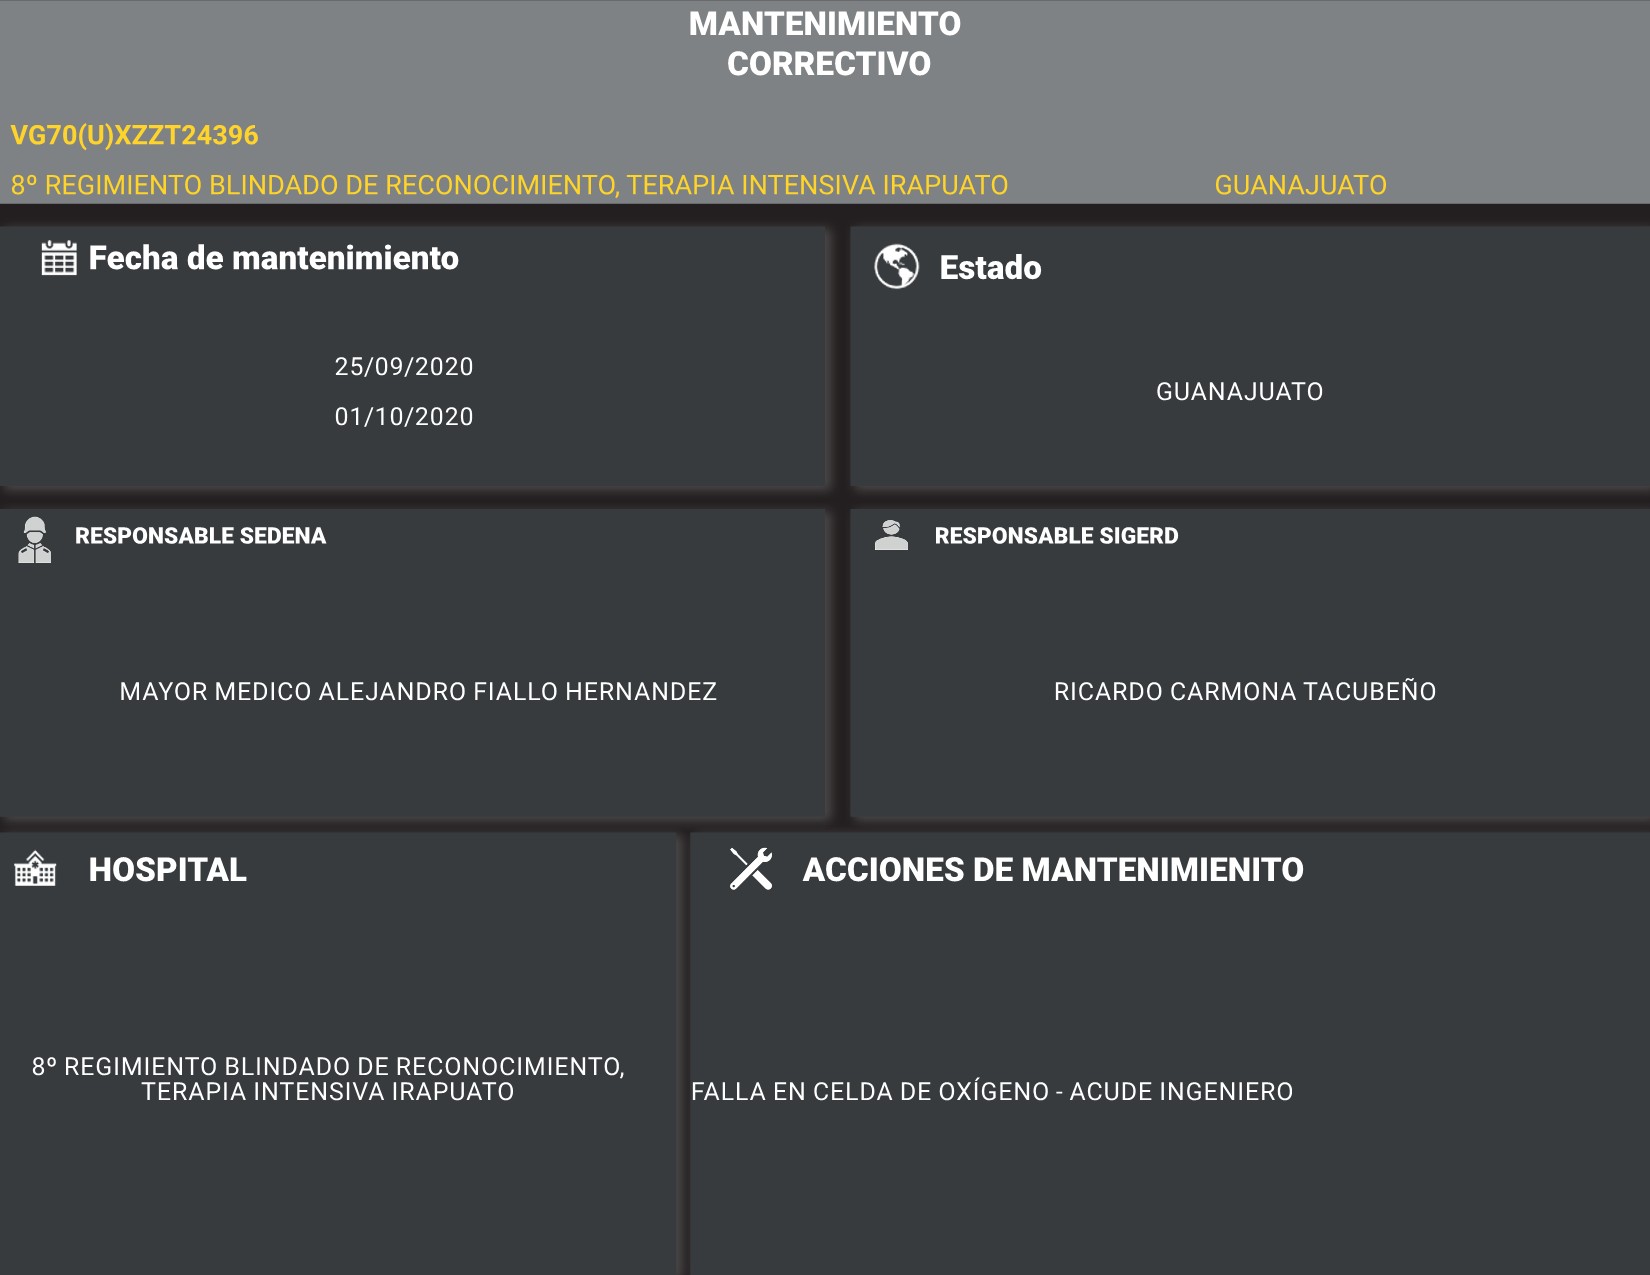 MANTENIMIENTO
CORRECTIVO
VG70(U)XZZT24396
8º REGIMIENTO BLINDADO DE RECONOCIMIENTO, TERAPIA INTENSIVA IRAPUATO GUANAJUATO
Fecha de mantenimiento
25/09/2020
01/10/2020
Estado
GUANAJUATO
RESPONSABLE SEDENA
MAYOR MEDICO ALEJANDRO FIALLO HERNANDEZ
RESPONSABLE SIGERD
RICARDO CARMONA TACUBEÑO
HOSPITAL
8º REGIMIENTO BLINDADO DE RECONOCIMIENTO,
TERAPIA INTENSIVA IRAPUATO
ACCIONES DE MANTENIMIENITO
FALLA EN CELDA DE OXÍGENO - ACUDE INGENIERO